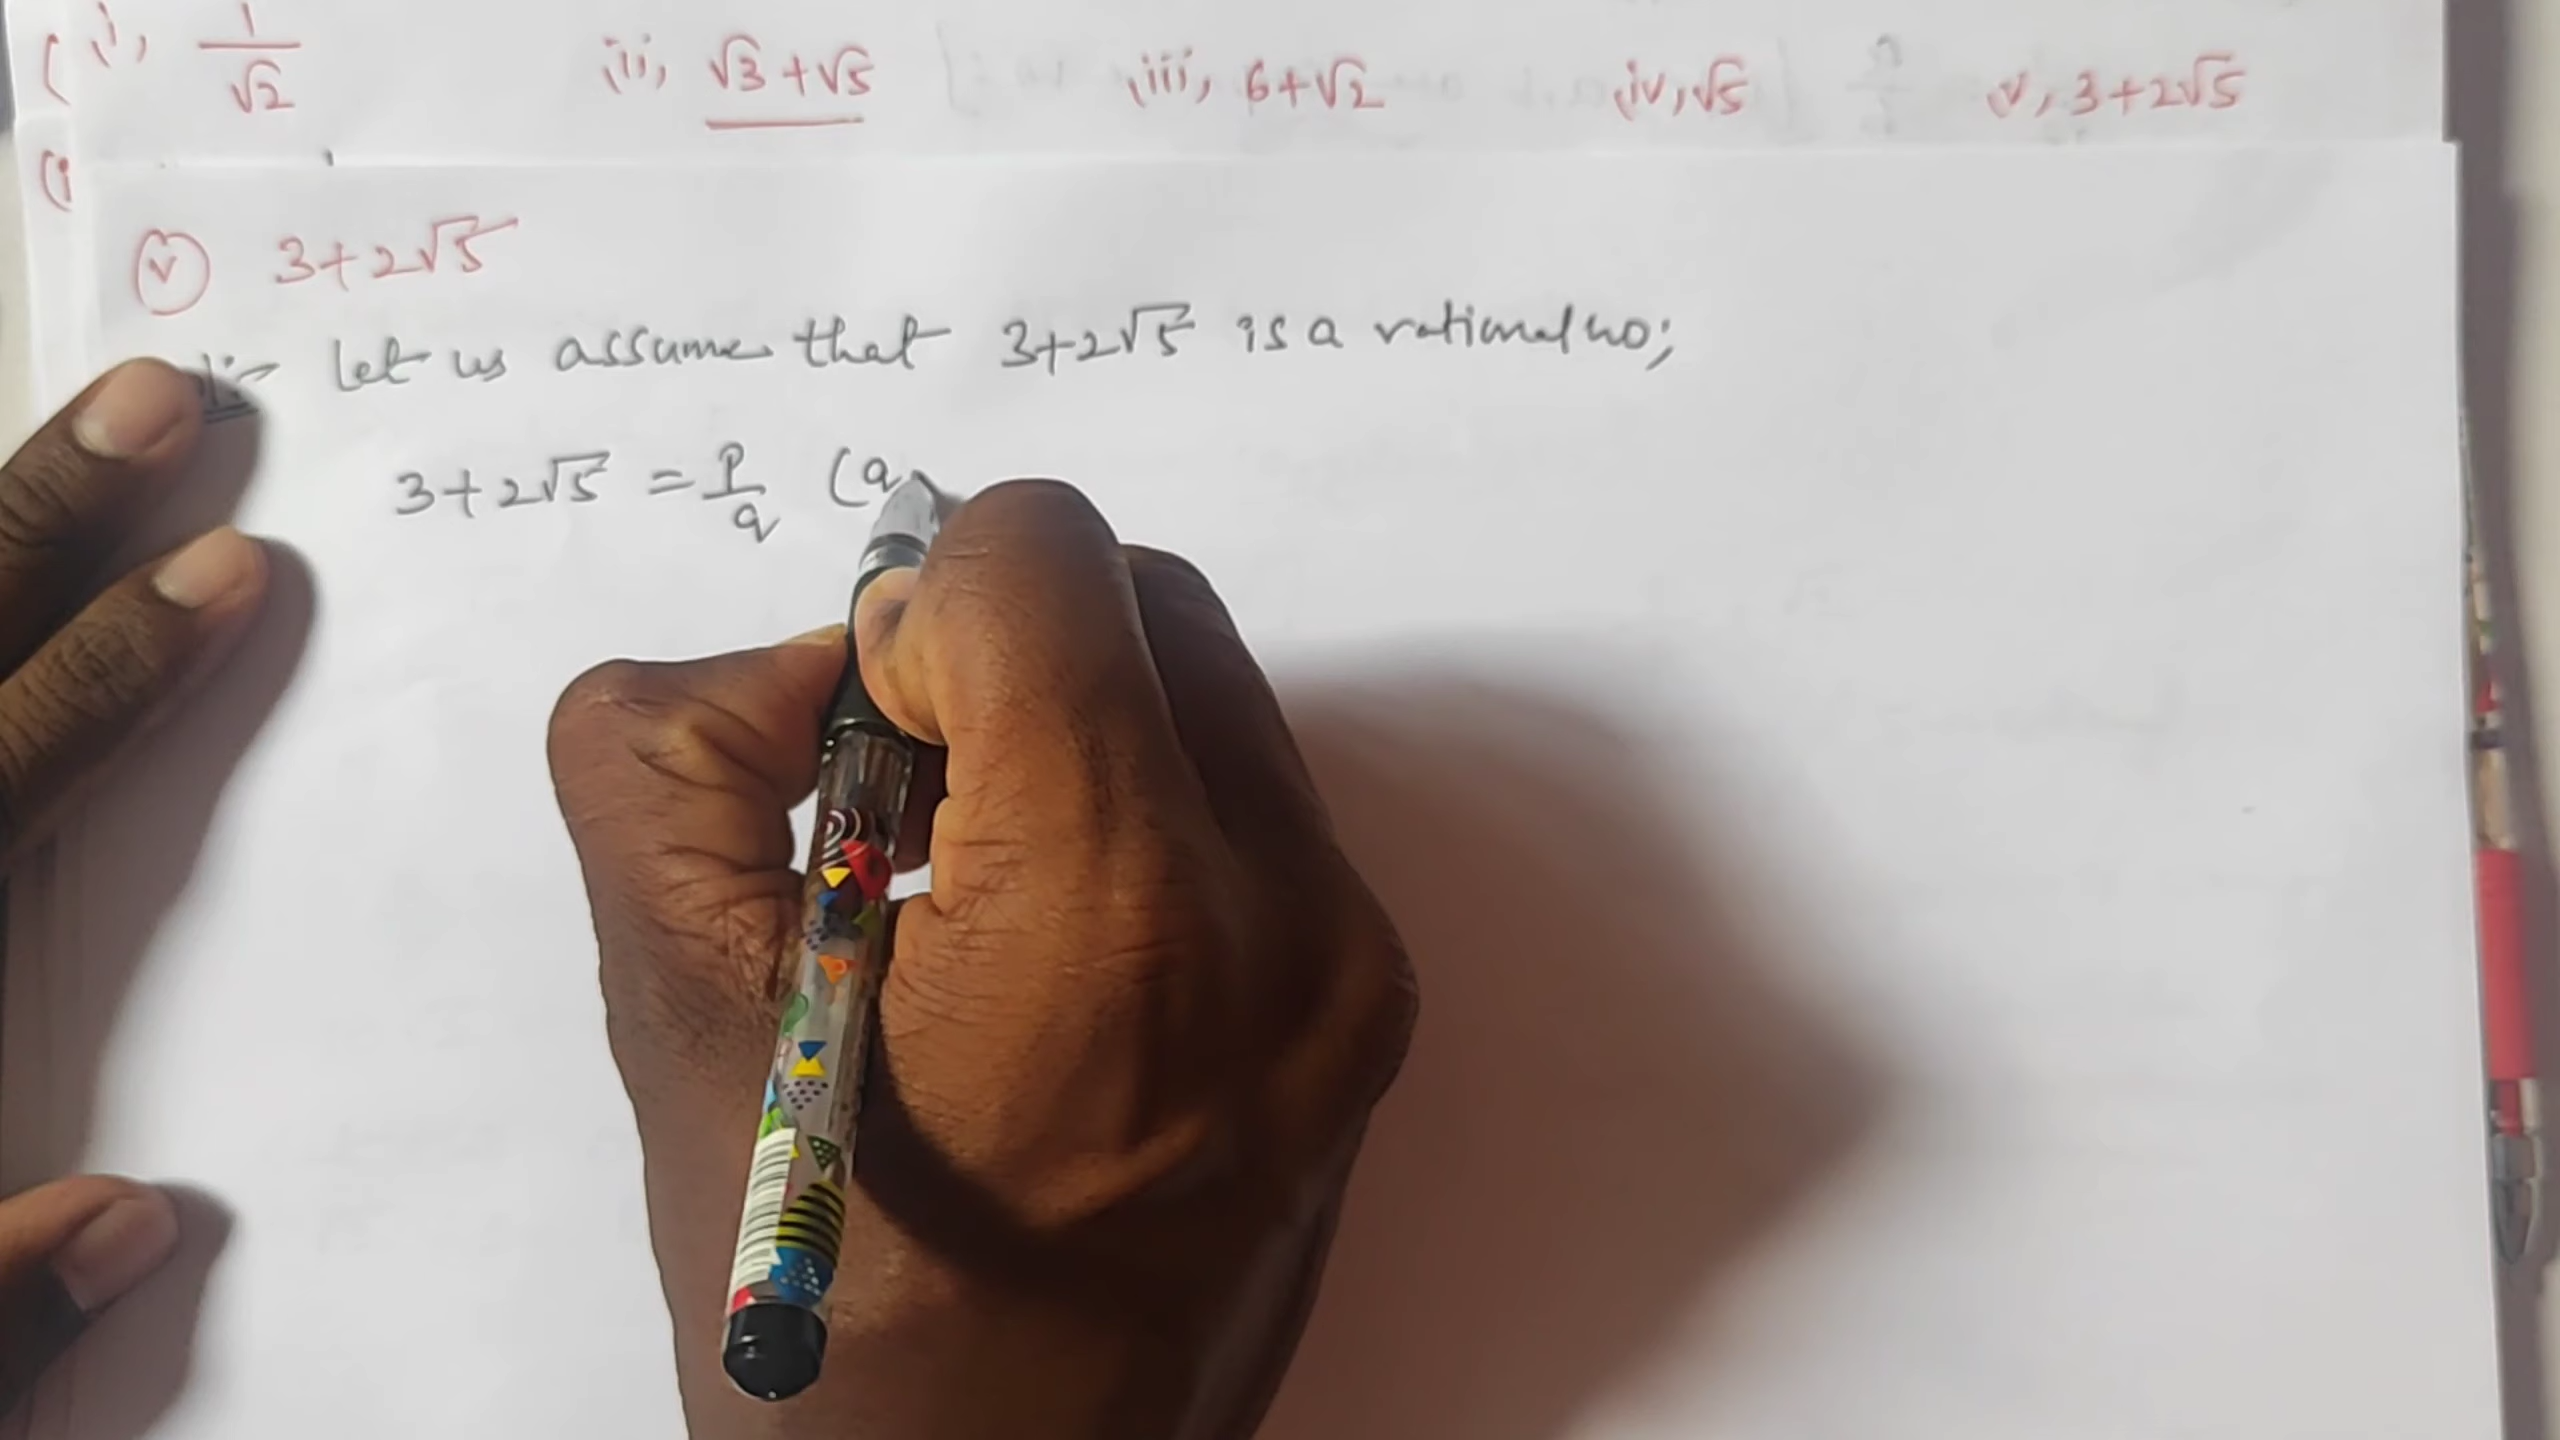 (i, 1/√2 (ii, √3+√5 (iii, 6+√2 (iv, √5 (v, 3+2√5
(i
(v) 3+2√5
Let us assume that 3+2√5 is a rational no;
3+2√5 = P/q (q